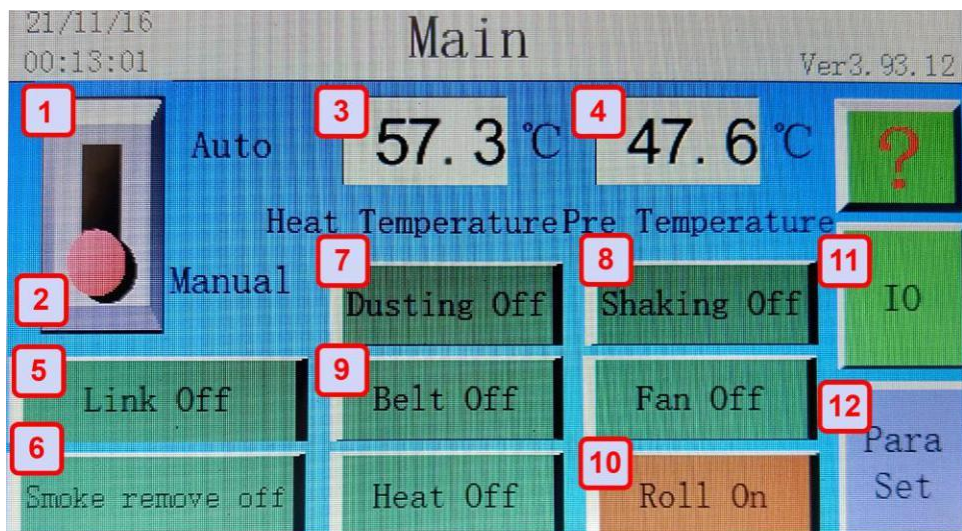 21/11/16
00:13:01
Main
Ver3.93.12
1
Auto
3
57.3 ℃
4
47.6 ℃
?
Heat Temperature
Pre Temperature
2
Manual
7
Dusting Off
8
Shaking Off
11
IO
5
Link Off
9
Belt Off
Fan Off
12
Para
Set
6
Smoke remove off
Heat Off
10
Roll On